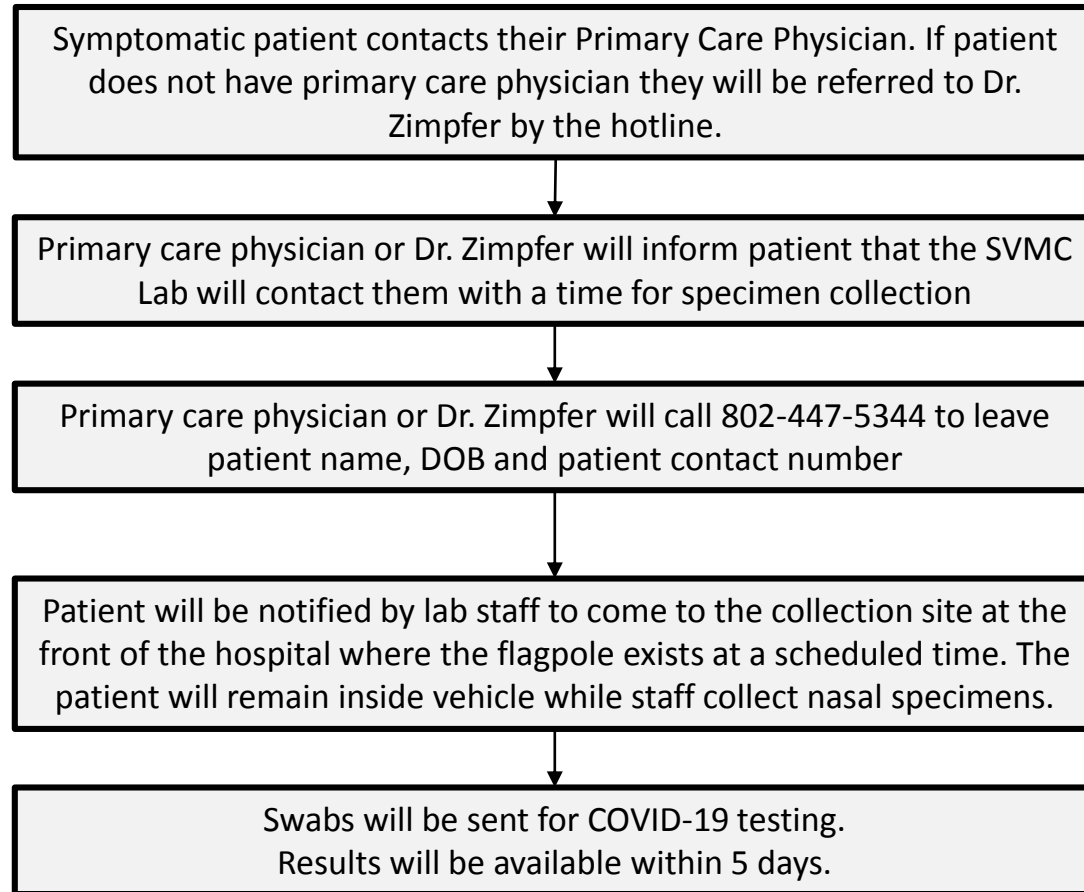 Symptomatic patient contacts their Primary Care Physician. If patient
does not have primary care physician they will be referred to Dr.
Zimpfer by the hotline.
Primary care physician or Dr. Zimpfer will inform patient that the SVMC
Lab will contact them with a time for specimen collection
Primary care physician or Dr. Zimpfer will call 802-447-5344 to leave
patient name, DOB and patient contact number
Patient will be notified by lab staff to come to the collection site at the
front of the hospital where the flagpole exists at a scheduled time. The
patient will remain inside vehicle while staff collect nasal specimens.
Swabs will be sent for COVID-19 testing.
Results will be available within 5 days.